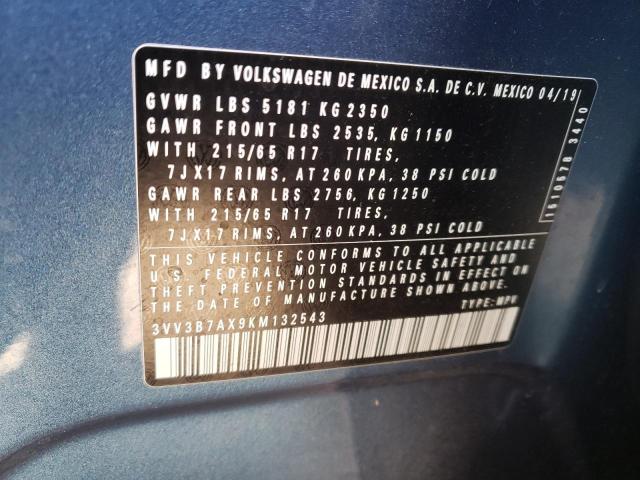 MFD BY VOLKSWAGEN DE MEXICO S.A. DE C.V. MEXICO 04/19
GVWR LBS 5181 KG 2350
GAWR FRONT LBS 2535, KG 1150
WITH 215/65 R17 TIRES,
7JX17 RIMS, AT 260 KPA, 38 PSI COLD
GAWR REAR LBS 2756, KG 1250
WITH 215/65 R17 TIRES,
7JX17 RIMS, AT 260 KPA, 38 PSI COLD
THIS VEHICLE CONFORMS TO ALL APPLICABLE
U.S. FEDERAL MOTOR VEHICLE SAFETY AND
THEFT PREVENTION STANDARDS IN EFFECT ON
THE DATE OF MANUFACTURE SHOWN ABOVE.
3VV3B7AX9KM132543 TYPE: MPV
1510678 3440